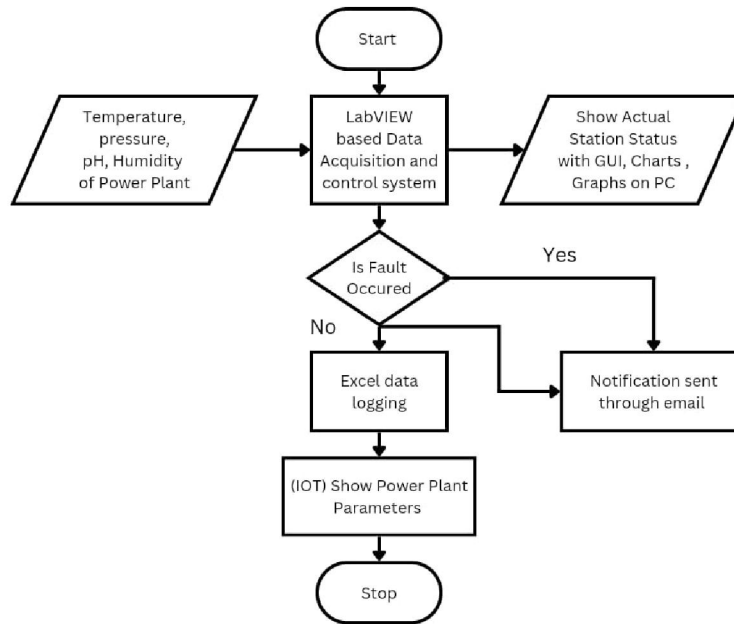 Start
Temperature,
pressure,
pH, Humidity
of Power Plant
LabVIEW
based Data
Acquisition and
control system
Show Actual
Station Status
with GUI, Charts ,
Graphs on PC
Is Fault
Occured
Yes
No
Excel data
logging
Notification sent
through email
(IOT) Show Power Plant
Parameters
Stop